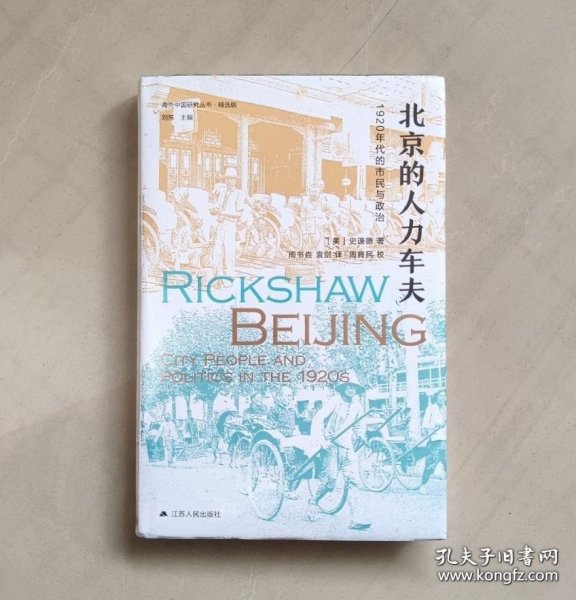 海外中国研究丛书·精选版
刘东 主编
北京的人力车夫
1920年代的市民与政治
[美]史谦德 著
周书垚 袁剑 译 周育民 校
RICKSHAW
BEIJING
CITY PEOPLE AND
POLITICS IN THE 1920s
江苏人民出版社
孔夫子旧书网
www.kongfz.com